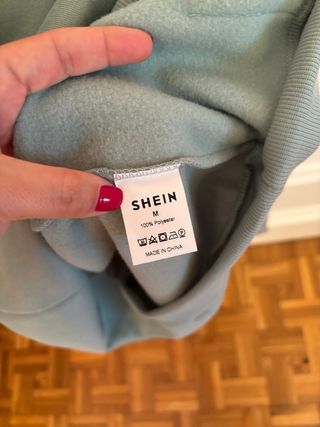 SHEIN
M
100% Polyester
MADE IN CHINA